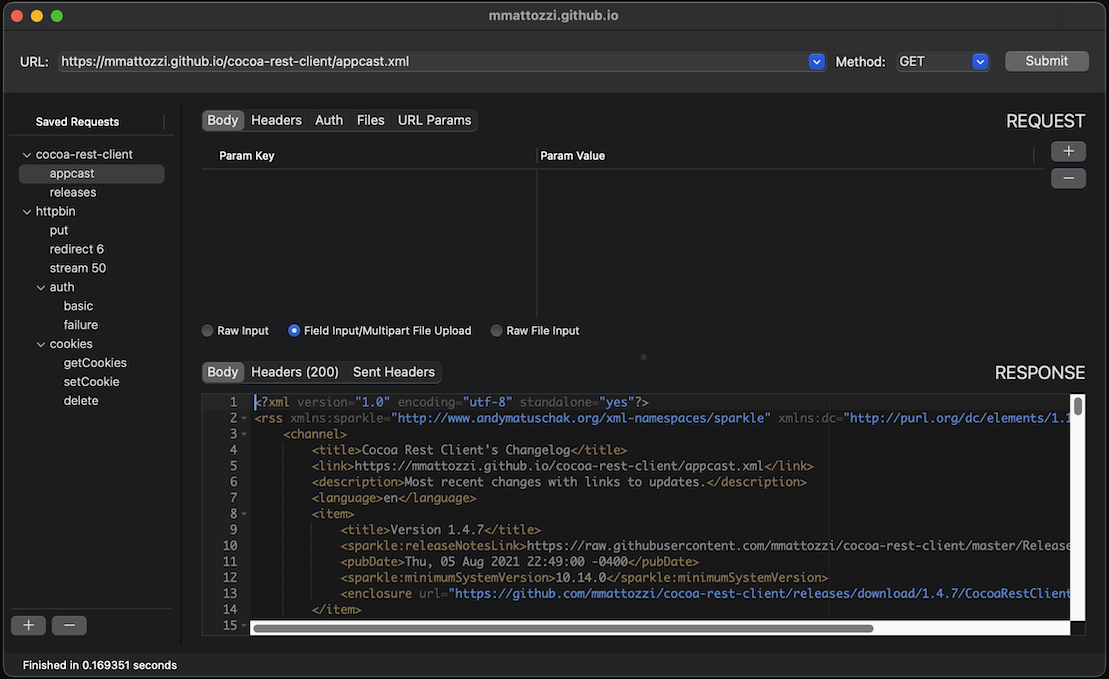 mmattozzi.github.io
URL: https://mmattozzi.github.io/cocoa-rest-client/appcast.xml Method: GET Submit
Saved Requests
cocoa-rest-client
appcast
releases
httpbin
put
redirect 6
stream 50
auth
basic
failure
cookies
getCookies
setCookie
delete
+ −
Body Headers Auth Files URL Params REQUEST
Param Key Param Value +
−
Raw Input Field Input/Multipart File Upload Raw File Input
Body Headers (200) Sent Headers RESPONSE
1 <?xml version="1.0" encoding="utf-8" standalone="yes"?>
2 <rss xmlns:sparkle="http://www.andymatuschak.org/xml-namespaces/sparkle" xmlns:dc="http://purl.org/dc/elements/1.1
3 <channel>
4 <title>Cocoa Rest Client's Changelog</title>
5 <link>https://mmattozzi.github.io/cocoa-rest-client/appcast.xml</link>
6 <description>Most recent changes with links to updates.</description>
7 <language>en</language>
8 <item>
9 <title>Version 1.4.7</title>
10 <sparkle:releaseNotesLink>https://raw.githubusercontent.com/mmattozzi/cocoa-rest-client/master/Release
11 <pubDate>Thu, 05 Aug 2021 22:49:00 -0400</pubDate>
12 <sparkle:minimumSystemVersion>10.14.0</sparkle:minimumSystemVersion>
13 <enclosure url="https://github.com/mmattozzi/cocoa-rest-client/releases/download/1.4.7/CocoaRestClient
14 </item>
15
Finished in 0.169351 seconds